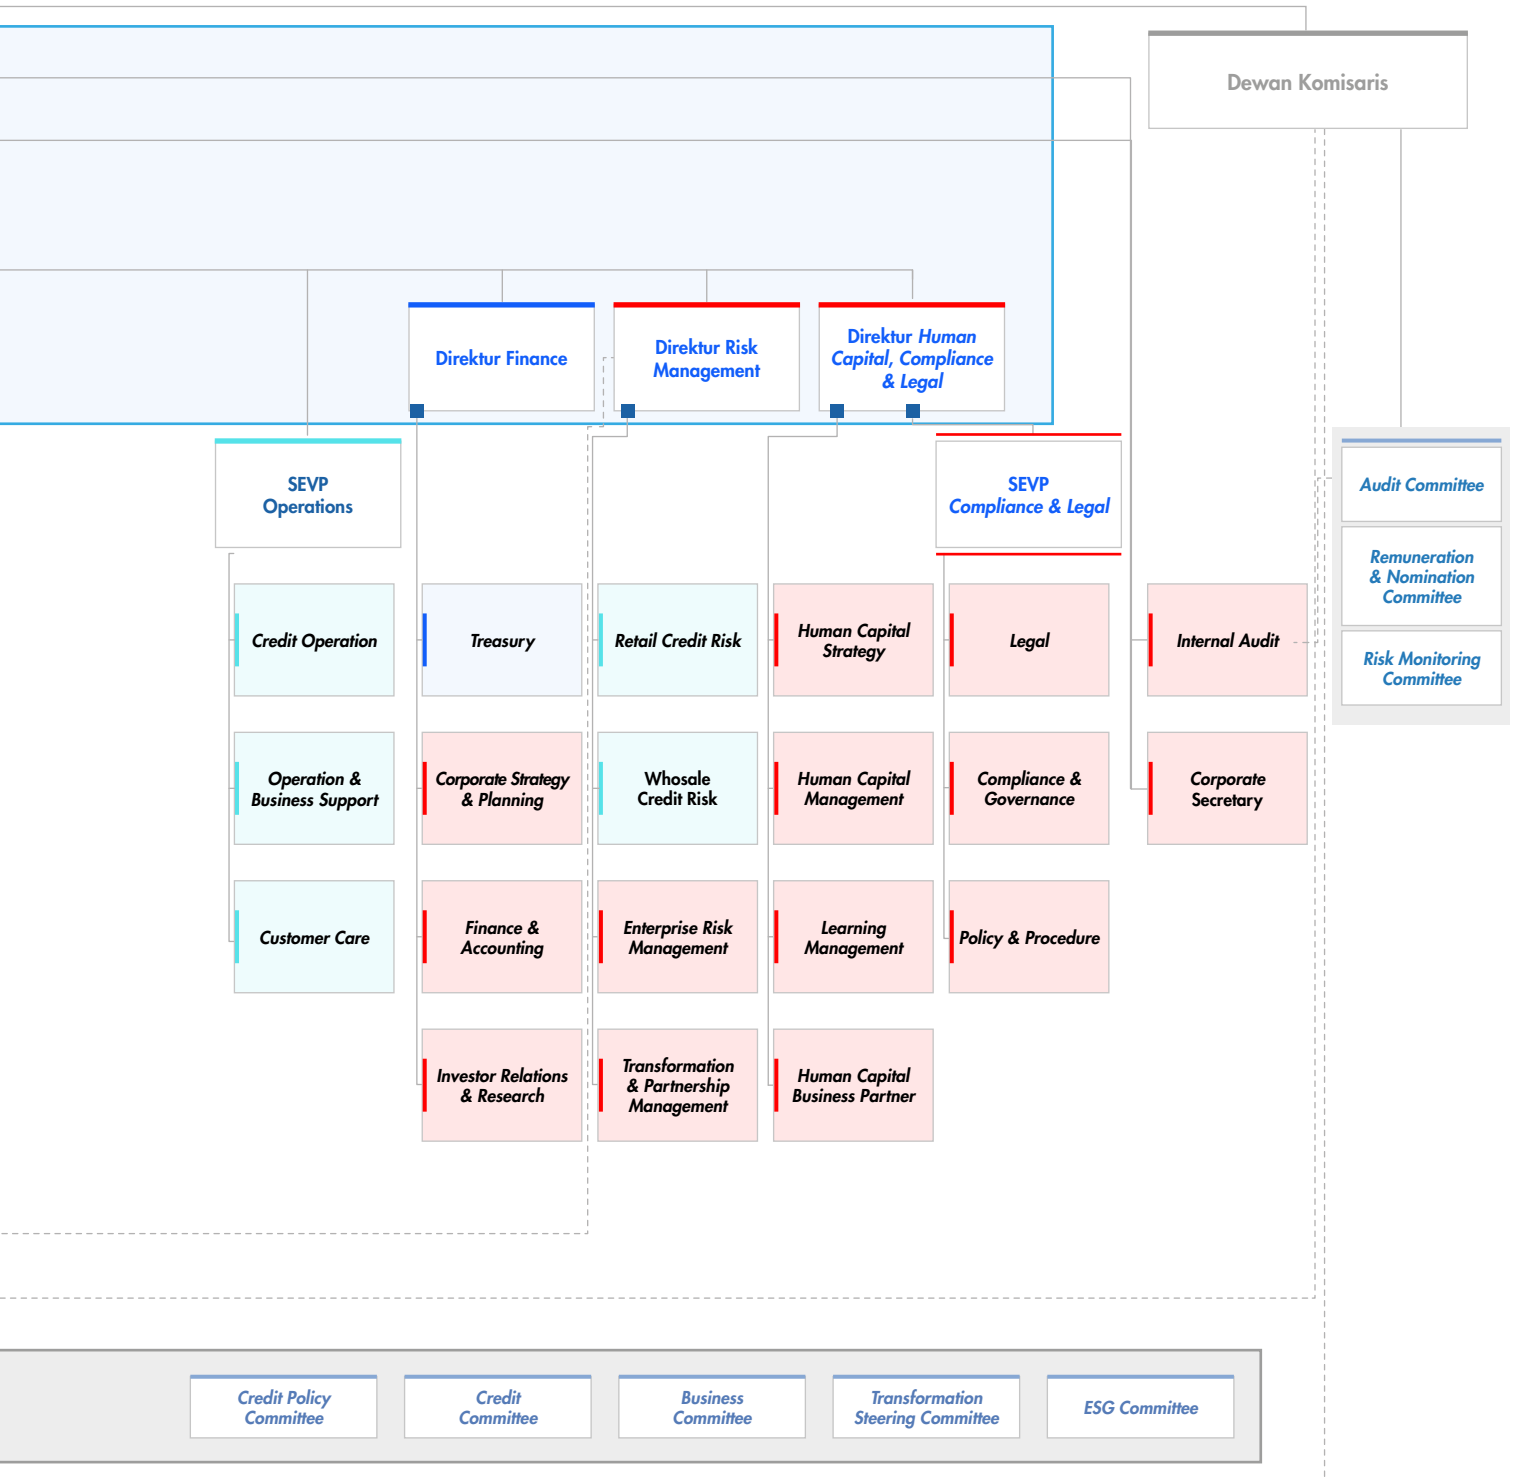 Dewan Komisaris
Direktur Finance
Direktur Risk
Management
Direktur Human
Capital, Compliance
& Legal
SEVP
Operations
SEVP
Compliance & Legal
Audit Committee
Remuneration
& Nomination
Committee
Risk Monitoring
Committee
Credit Operation
Treasury
Retail Credit Risk
Human Capital
Strategy
Legal
Internal Audit
Operation &
Business Support
Corporate Strategy
& Planning
Whosale
Credit Risk
Human Capital
Management
Compliance &
Governance
Corporate
Secretary
Customer Care
Finance &
Accounting
Enterprise Risk
Management
Learning
Management
Policy & Procedure
Investor Relations
& Research
Transformation
& Partnership
Management
Human Capital
Business Partner
Credit Policy
Committee
Credit
Committee
Business
Committee
Transformation
Steering Committee
ESG Committee